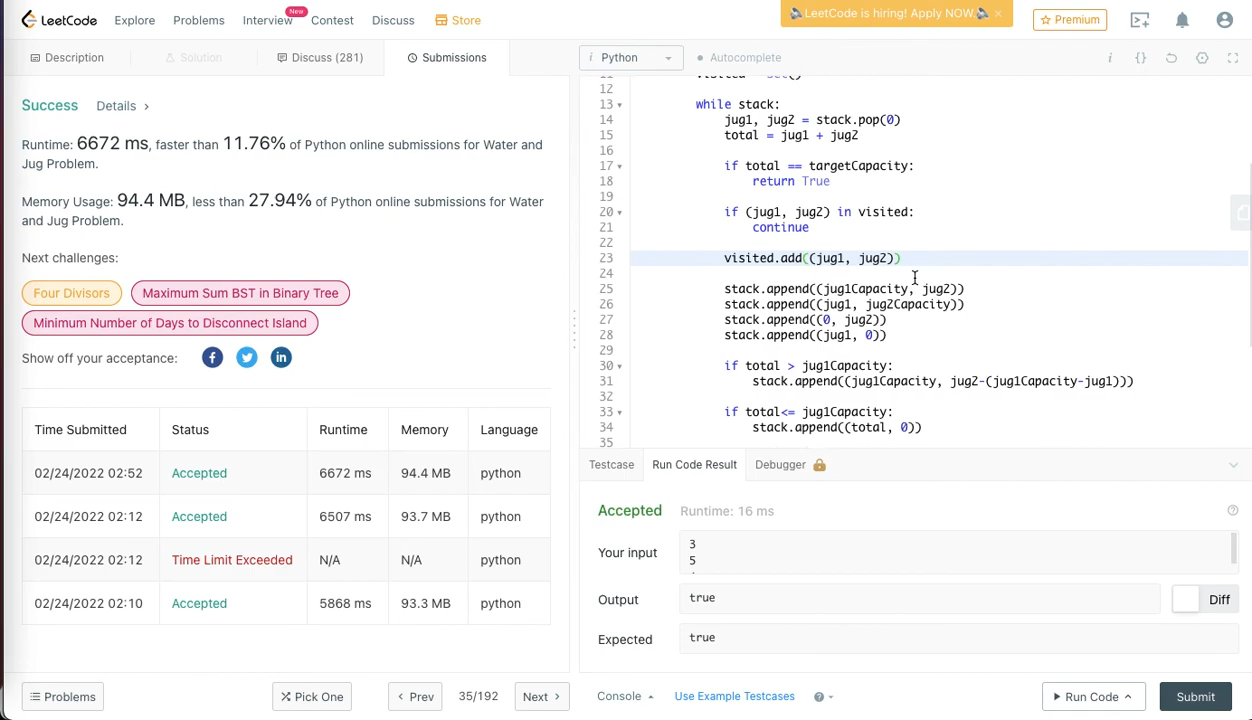 LeetCode
Explore
Problems
Interview
New
Contest
Discuss
Store
LeetCode is hiring! Apply NOW.
Premium
Description
Solution
Discuss (281)
Submissions
i Python
Autocomplete
Success
Details
Runtime: 6672 ms, faster than 11.76% of Python online submissions for Water and
Jug Problem.
Memory Usage: 94.4 MB, less than 27.94% of Python online submissions for Water
and Jug Problem.
Next challenges:
Four Divisors
Maximum Sum BST in Binary Tree
Minimum Number of Days to Disconnect Island
Show off your acceptance:
Time Submitted Status Runtime Memory Language
02/24/2022 02:52 Accepted 6672 ms 94.4 MB python
02/24/2022 02:12 Accepted 6507 ms 93.7 MB python
02/24/2022 02:12 Time Limit Exceeded N/A N/A python
02/24/2022 02:10 Accepted 5868 ms 93.3 MB python
Problems
Pick One
Prev
35/192
Next
12
13 while stack:
14 jug1, jug2 = stack.pop(0)
15 total = jug1 + jug2
16
17 if total == targetCapacity:
18 return True
19
20 if (jug1, jug2) in visited:
21 continue
22
23 visited.add((jug1, jug2))
24
25 stack.append((jug1Capacity, jug2))
26 stack.append((jug1, jug2Capacity))
27 stack.append((0, jug2))
28 stack.append((jug1, 0))
29
30 if total > jug1Capacity:
31 stack.append((jug1Capacity, jug2-(jug1Capacity-jug1)))
32
33 if total<= jug1Capacity:
34 stack.append((total, 0))
35
Testcase
Run Code Result
Debugger
Accepted
Runtime: 16 ms
Your input
3
5
Output
true
Diff
Expected
true
Console
Use Example Testcases
Run Code
Submit